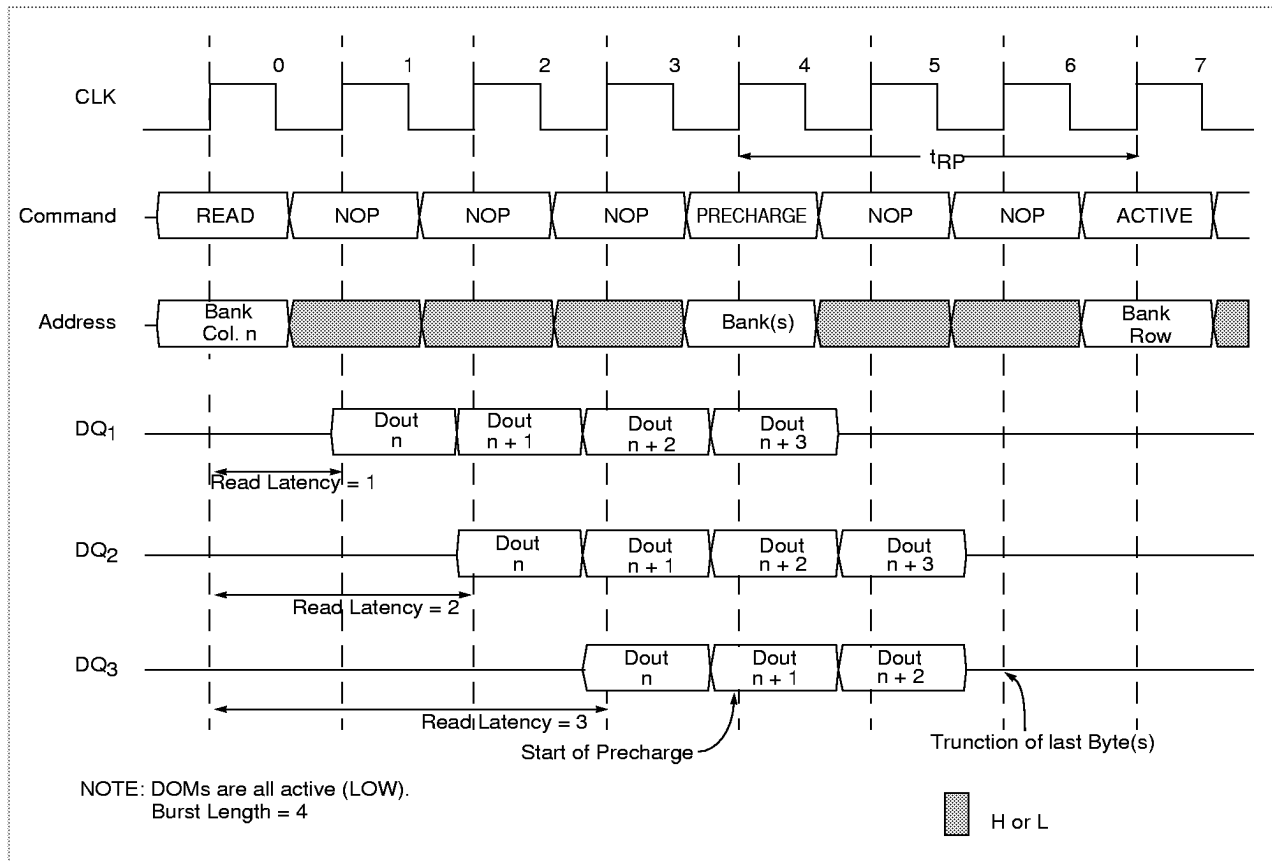 0 1 2 3 4 5 6 7
CLK
tRP
Command READ NOP NOP NOP PRECHARGE NOP NOP ACTIVE
Address Bank Col. n Bank(s) Bank Row
DQ1 Dout n Dout n + 1 Dout n + 2 Dout n + 3
Read Latency = 1
DQ2 Dout n Dout n + 1 Dout n + 2 Dout n + 3
Read Latency = 2
DQ3 Dout n Dout n + 1 Dout n + 2
Read Latency = 3
Start of Precharge
Trunction of last Byte(s)
NOTE: DOMs are all active (LOW).
Burst Length = 4
H or L